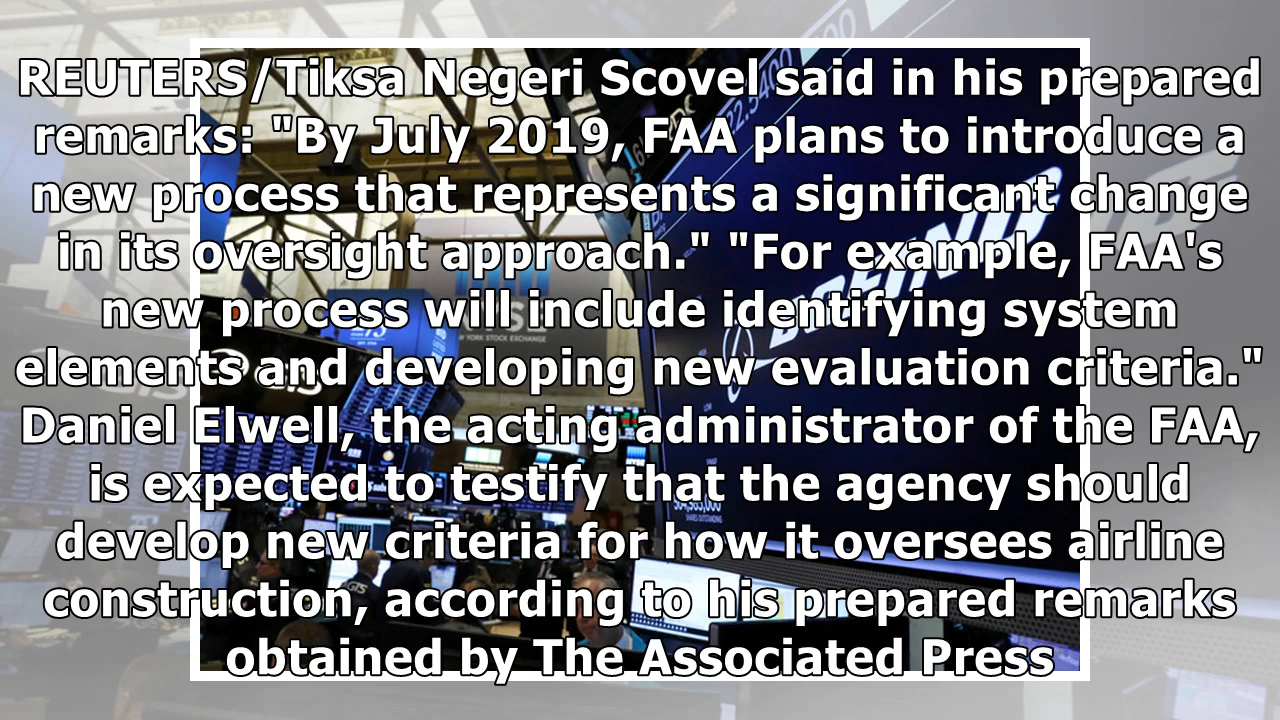 REUTERS/Tiksa Negeri Scovel said in his prepared
remarks: "By July 2019, FAA plans to introduce a
new process that represents a significant change
in its oversight approach." "For example, FAA's
new process will include identifying system
elements and developing new evaluation criteria."
Daniel Elwell, the acting administrator of the FAA,
is expected to testify that the agency should
develop new criteria for how it oversees airline
construction, according to his prepared remarks
obtained by The Associated Press
BOEING
YORK STOCK EXCHANGE